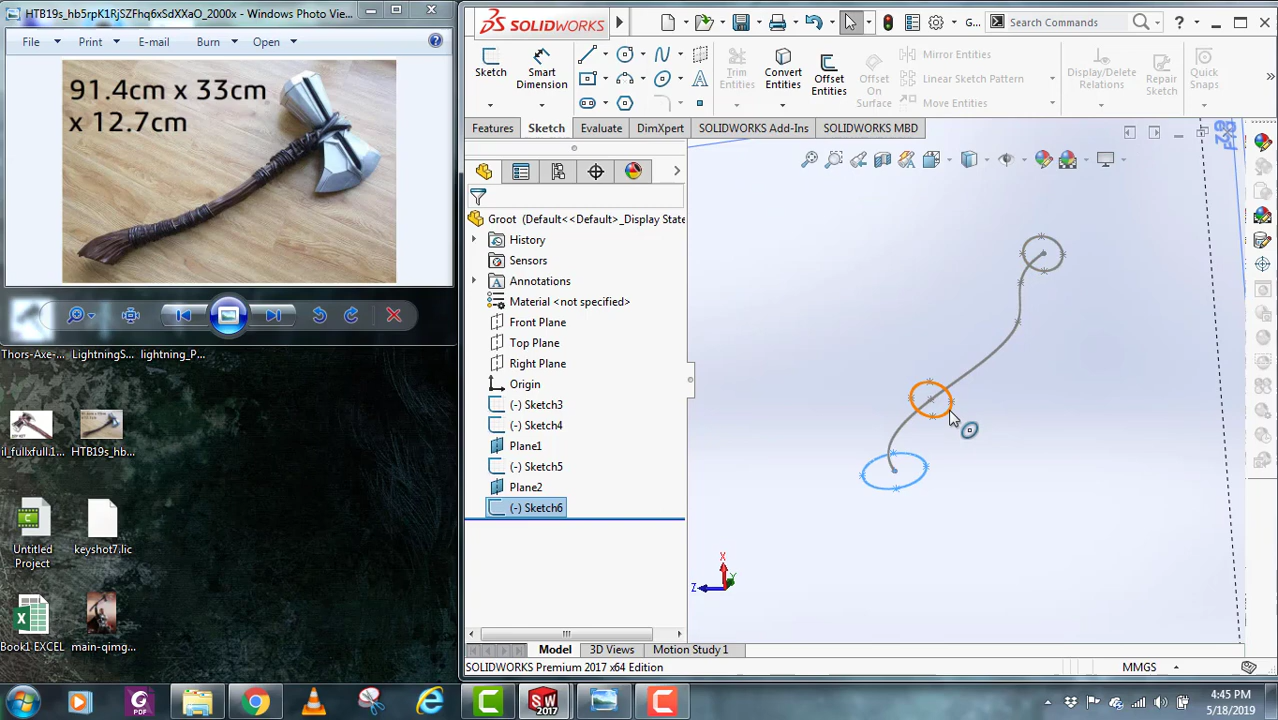 HTB19s_hb5rpK1RjSZFhq6xSdXXaO_2000x - Windows Photo Vie...
File Print E-mail Burn Open
91.4cm x 33cm
x 12.7cm
Thors-Axe-... LightningS... lightning_P...
il_fullxfull.1... HTB19s_hb...
Untitled Project keyshot7.lic
Book1 EXCEL main-qimg...
SOLIDWORKS G... Search Commands
Sketch Smart Dimension Trim Entities Convert Entities Offset Entities Offset On Surface Mirror Entities Linear Sketch Pattern Move Entities Display/Delete Relations Repair Sketch Quick Snaps
Features Sketch Evaluate DimXpert SOLIDWORKS Add-Ins SOLIDWORKS MBD
Groot (Default<<Default>_Display State
History
Sensors
Annotations
Material <not specified>
Front Plane
Top Plane
Right Plane
Origin
(-) Sketch3
(-) Sketch4
Plane1
(-) Sketch5
Plane2
(-) Sketch6
X
Y
Z
Model 3D Views Motion Study 1
SOLIDWORKS Premium 2017 x64 Edition MMGS
PDF SW 2017
4:45 PM
5/18/2019